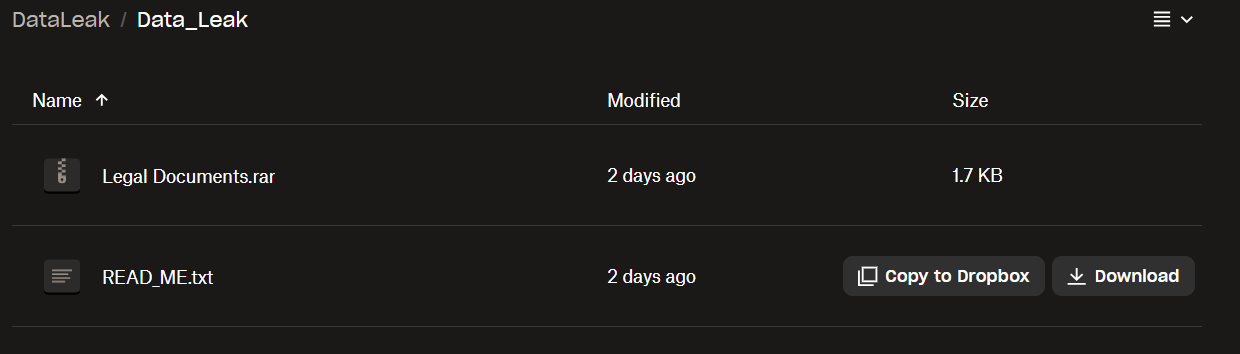 DataLeak / Data_Leak
Name Modified Size
Legal Documents.rar 2 days ago 1.7 KB
READ_ME.txt 2 days ago Copy to Dropbox Download